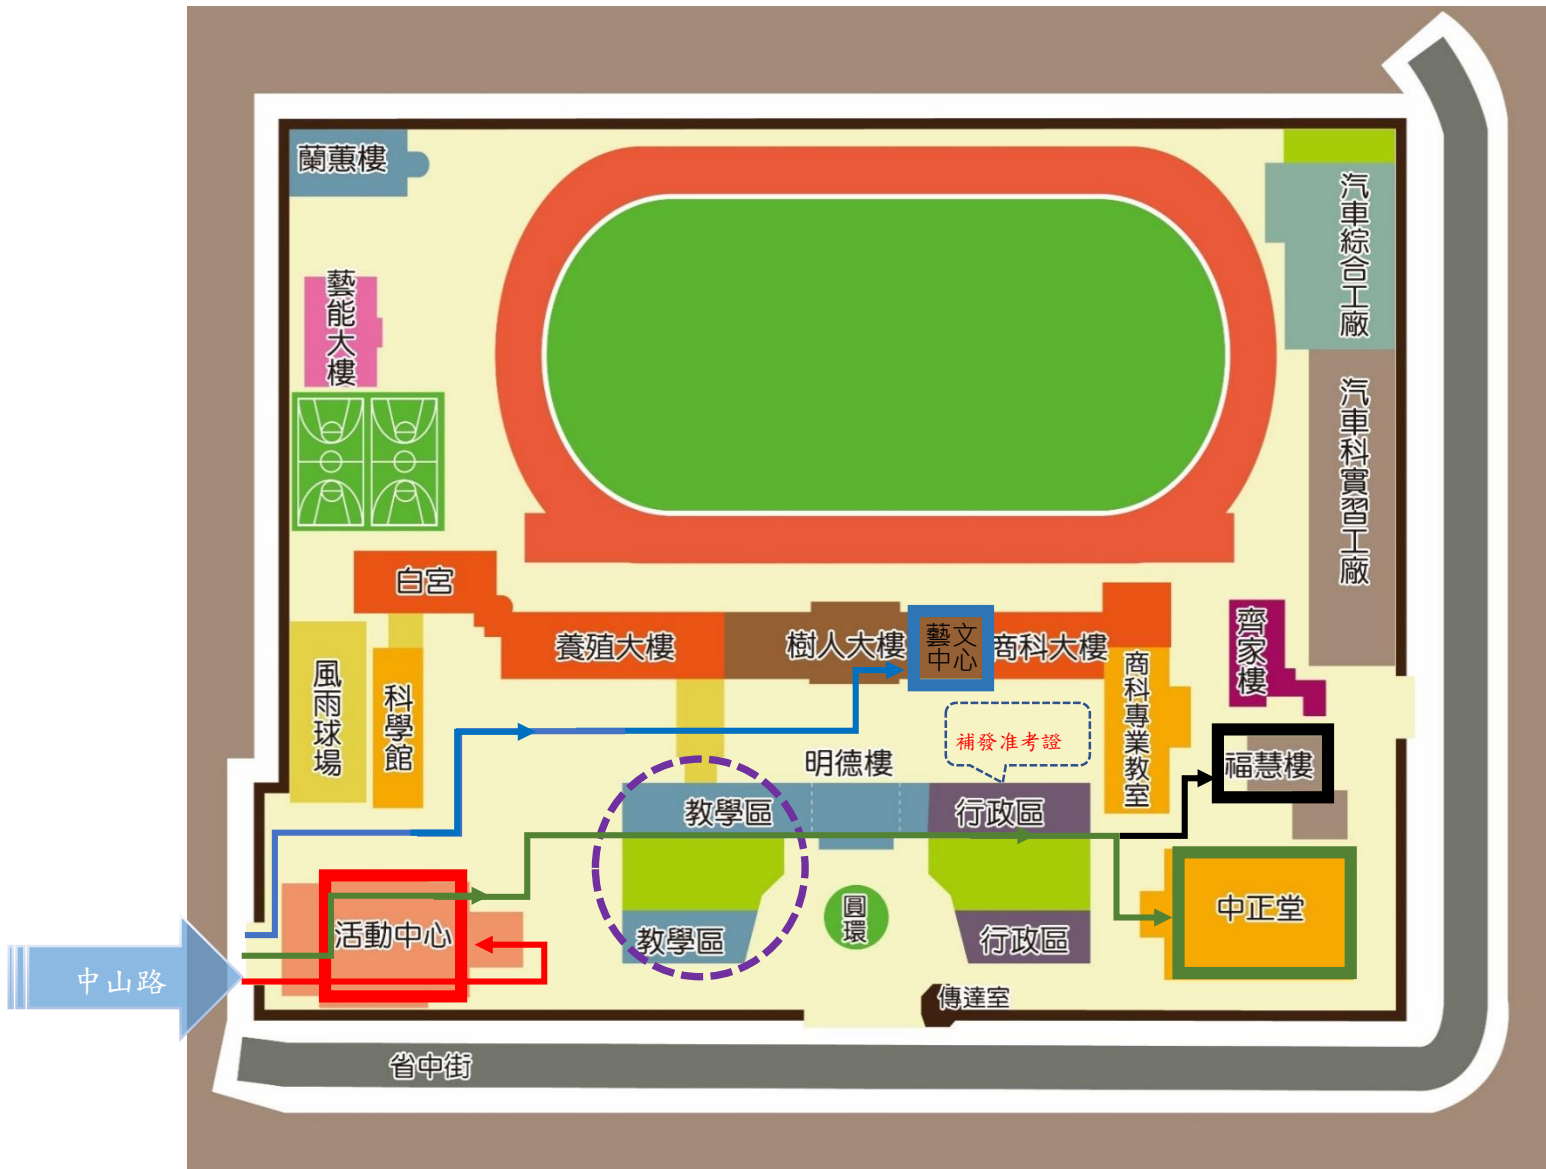 蘭蕙樓
汽車綜合工廠
藝能大樓
汽車科實習工廠
白宮
養殖大樓
樹人大樓
藝文
中心
商科大樓
齊家樓
風雨球場
科學館
商科專業教室
補發准考證
明德樓
福慧樓
教學區
行政區
中正堂
圓環
活動中心
教學區
行政區
中山路
傳達室
省中街